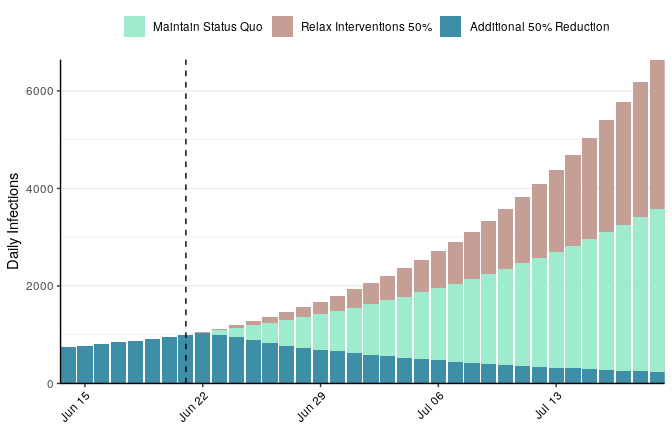 Maintain Status Quo Relax Interventions 50% Additional 50% Reduction
6000
4000
2000
0
Daily Infections
Jun 15 Jun 22 Jun 29 Jul 06 Jul 13